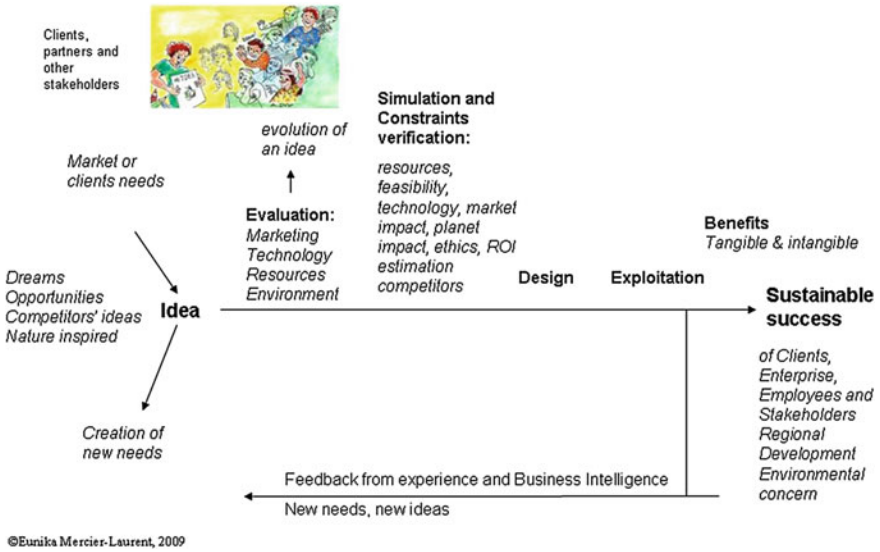 Clients,
partners and
other
stakeholders
Market or
clients needs
Dreams
Opportunities
Competitors' ideas
Nature inspired
Idea
Creation of
new needs
evolution of
an idea
Evaluation:
Marketing
Technology
Resources
Environment
Simulation and
Constraints
verification:
resources,
feasibility,
technology, market
impact, planet
impact, ethics, ROI
estimation
competitors
Design
Exploitation
Benefits
Tangible & intangible
Sustainable
success
of Clients,
Enterprise,
Employees and
Stakeholders
Regional
Development
Environmental
concern
Feedback from experience and Business Intelligence
New needs, new ideas
©Eunika Mercier-Laurent, 2009